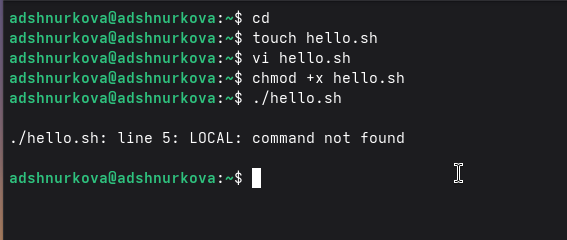 adshnurkova@adshnurkova:~$ cd
adshnurkova@adshnurkova:~$ touch hello.sh
adshnurkova@adshnurkova:~$ vi hello.sh
adshnurkova@adshnurkova:~$ chmod +x hello.sh
adshnurkova@adshnurkova:~$ ./hello.sh
./hello.sh: line 5: LOCAL: command not found
adshnurkova@adshnurkova:~$